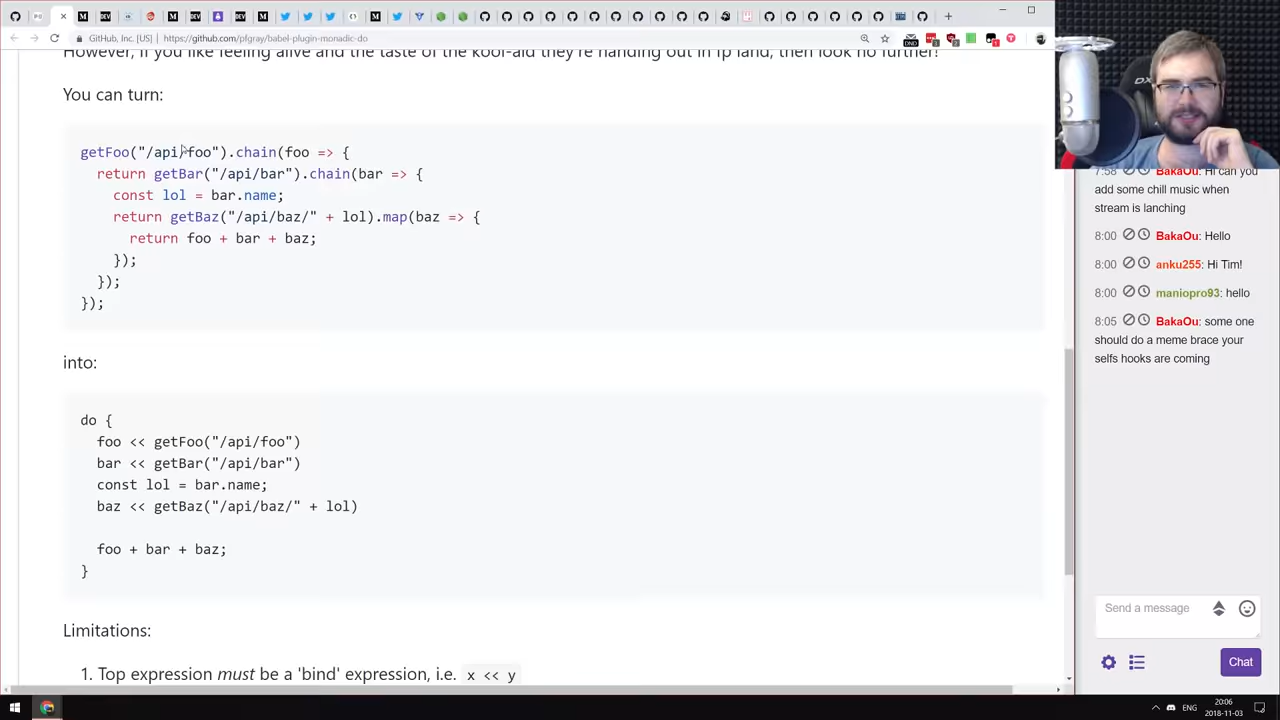 GitHub, Inc. [US] | https://github.com/pfgray/babel-plugin-monadic-do
However, if you like feeling alive and the taste of the kool-aid they're handing out in fp land, then look no further!
You can turn:
getFoo("/api/foo").chain(foo => {
return getBar("/api/bar").chain(bar => {
const lol = bar.name;
return getBaz("/api/baz/" + lol).map(baz => {
return foo + bar + baz;
});
});
});
into:
do {
foo << getFoo("/api/foo")
bar << getBar("/api/bar")
const lol = bar.name;
baz << getBaz("/api/baz/" + lol)
foo + bar + baz;
}
Limitations:
1. Top expression must be a 'bind' expression, i.e. x << y
DX
7:58 BakaOu: Hi can you
add some chill music when
stream is lanching
8:00 BakaOu: Hello
8:00 anku255: Hi Tim!
8:00 maniopro93: hello
8:05 BakaOu: some one
should do a meme brace your
selfs hooks are coming
Send a message
Chat
ENG
20:06
2018-11-03